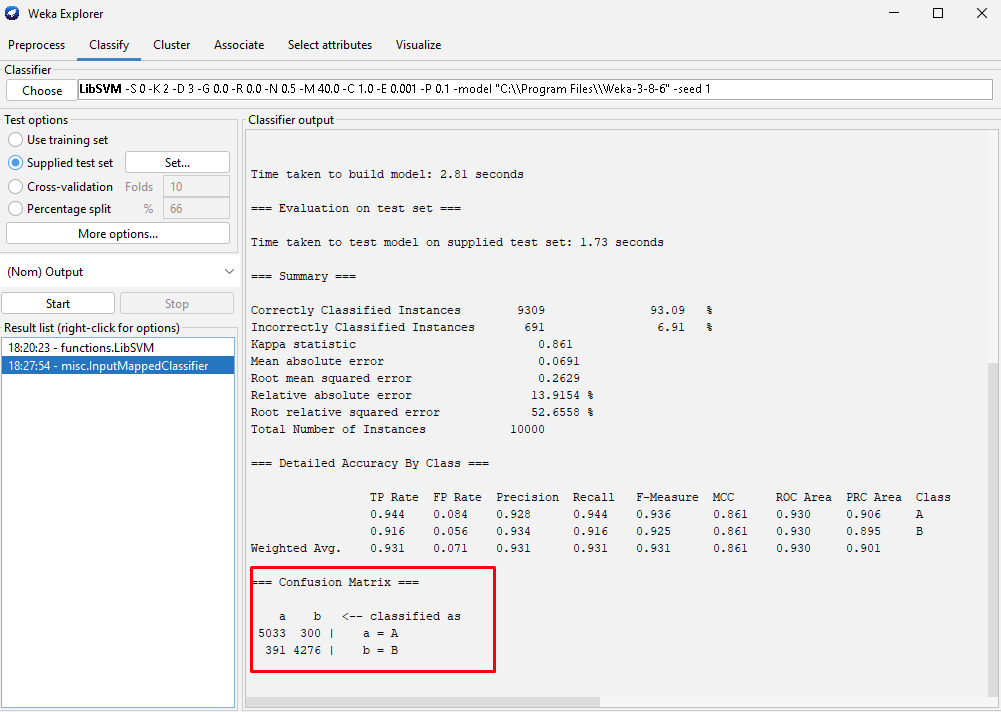 Weka Explorer
Preprocess Classify Cluster Associate Select attributes Visualize
Classifier
Choose LibSVM -S 0 -K 2 -D 3 -G 0.0 -R 0.0 -N 0.5 -M 40.0 -C 1.0 -E 0.001 -P 0.1 -model "C:\\Program Files\\Weka-3-8-6" -seed 1
Test options
Use training set
Supplied test set Set...
Cross-validation Folds 10
Percentage split % 66
More options...
(Nom) Output
Start Stop
Result list (right-click for options)
18:20:23 - functions.LibSVM
18:27:54 - misc.InputMappedClassifier
Classifier output
Time taken to build model: 2.81 seconds
=== Evaluation on test set ===
Time taken to test model on supplied test set: 1.73 seconds
=== Summary ===
Correctly Classified Instances 9309 93.09 %
Incorrectly Classified Instances 691 6.91 %
Kappa statistic 0.861
Mean absolute error 0.0691
Root mean squared error 0.2629
Relative absolute error 13.9154 %
Root relative squared error 52.6558 %
Total Number of Instances 10000
=== Detailed Accuracy By Class ===
TP Rate FP Rate Precision Recall F-Measure MCC ROC Area PRC Area Class
0.944 0.084 0.928 0.944 0.936 0.861 0.930 0.906 A
0.916 0.056 0.934 0.916 0.925 0.861 0.930 0.895 B
Weighted Avg. 0.931 0.071 0.931 0.931 0.931 0.861 0.930 0.901
=== Confusion Matrix ===
a b <-- classified as
5033 300 | a = A
391 4276 | b = B